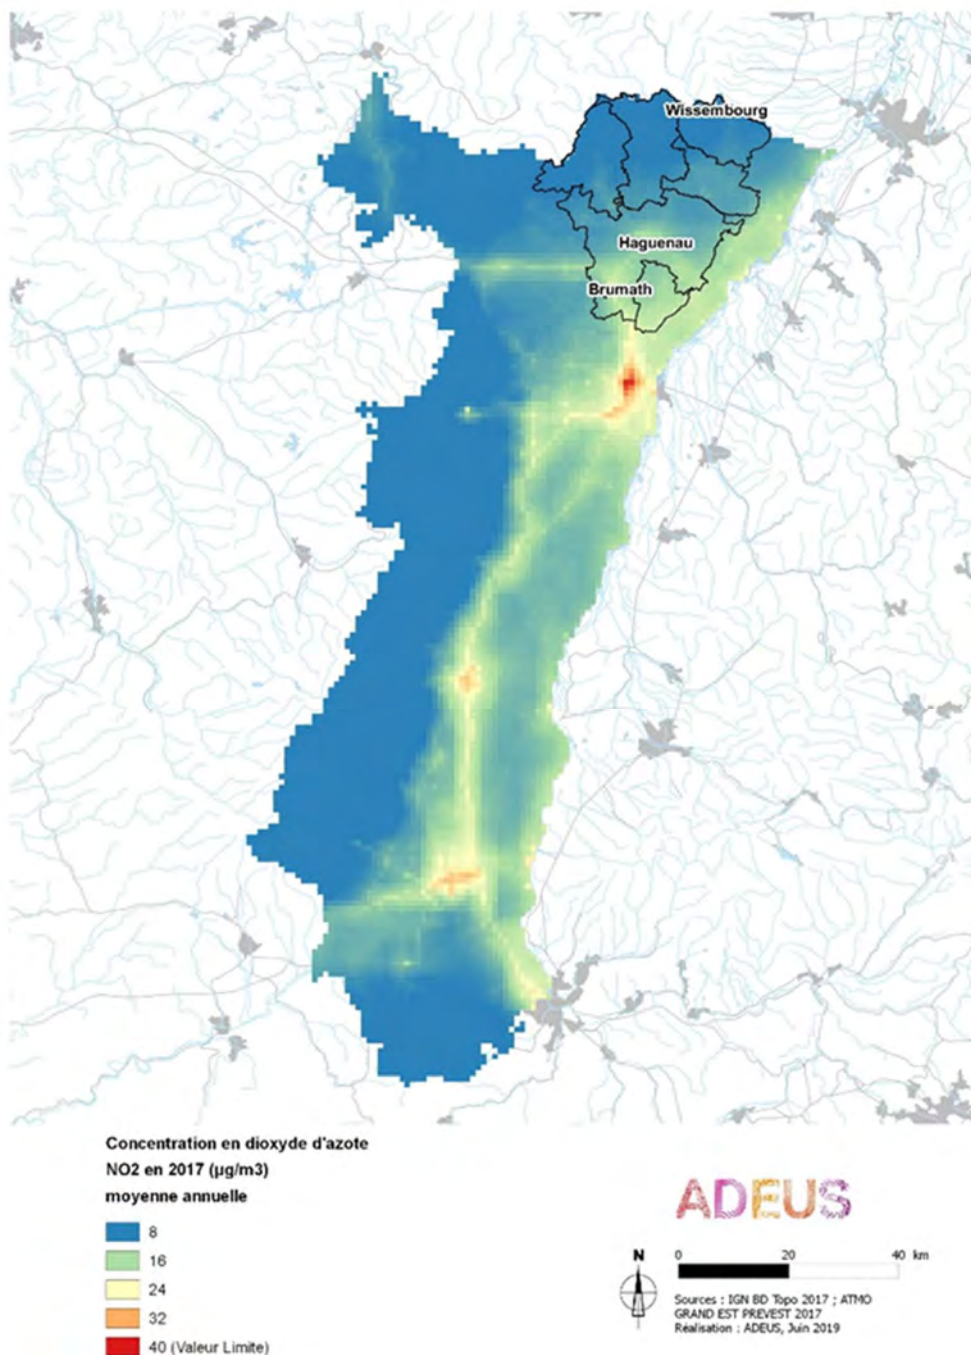 Wissembourg
Haguenau
Brumath
Concentration en dioxyde d'azote
NO2 en 2017 (µg/m3)
moyenne annuelle
8
16
24
32
40 (Valeur Limite)
ADEUS
N
0 20 40 km
Sources : IGN BD Topo 2017 ; ATMO
GRAND EST PREVEST 2017
Réalisation : ADEUS, Juin 2019